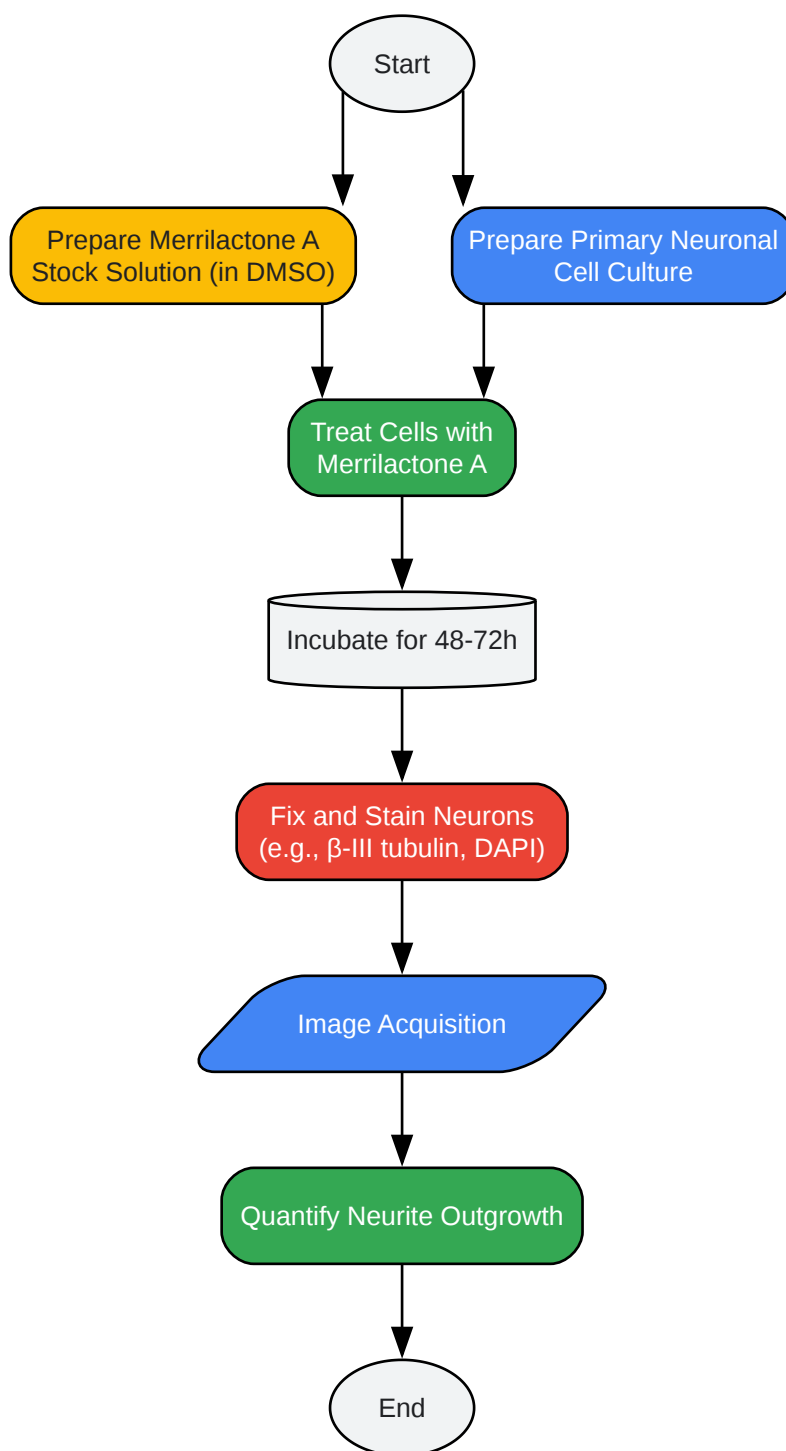 Start
Prepare Merrilactone A
Stock Solution (in DMSO)
Prepare Primary Neuronal
Cell Culture
Treat Cells with
Merrilactone A
Incubate for 48-72h
Fix and Stain Neurons
(e.g., β-III tubulin, DAPI)
Image Acquisition
Quantify Neurite Outgrowth
End